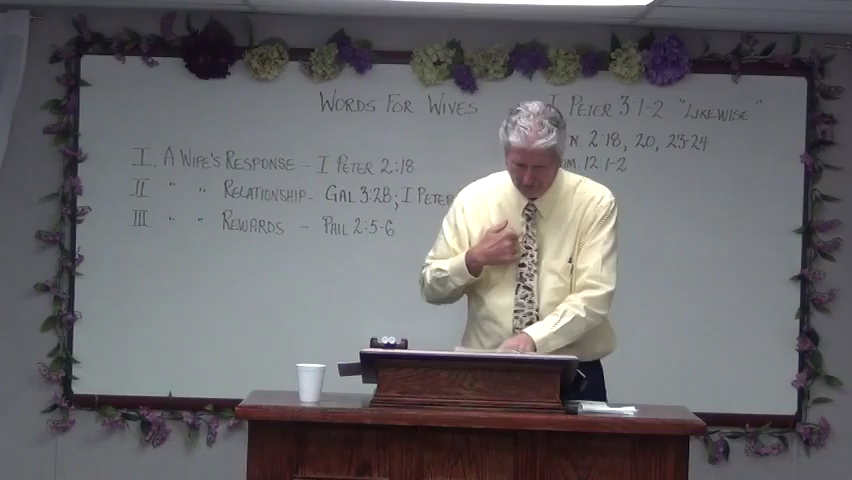 WORDS FOR WIVES
I PETER 3:1-2 "LIKEWISE"
N. 2:18, 20, 23-24
M. 12 1-2
I. A WIFE'S RESPONSE - I PETER 2:18
II " " RELATIONSHIP - GAL 3:28; I PETER
III " " REWARDS - PHIL 2:5-6